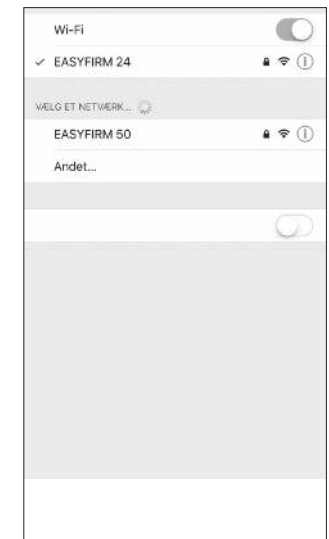 Wi-Fi
EASYFIRM 24
VÆLG ET NETVÆRK...
EASYFIRM 50
Andet...